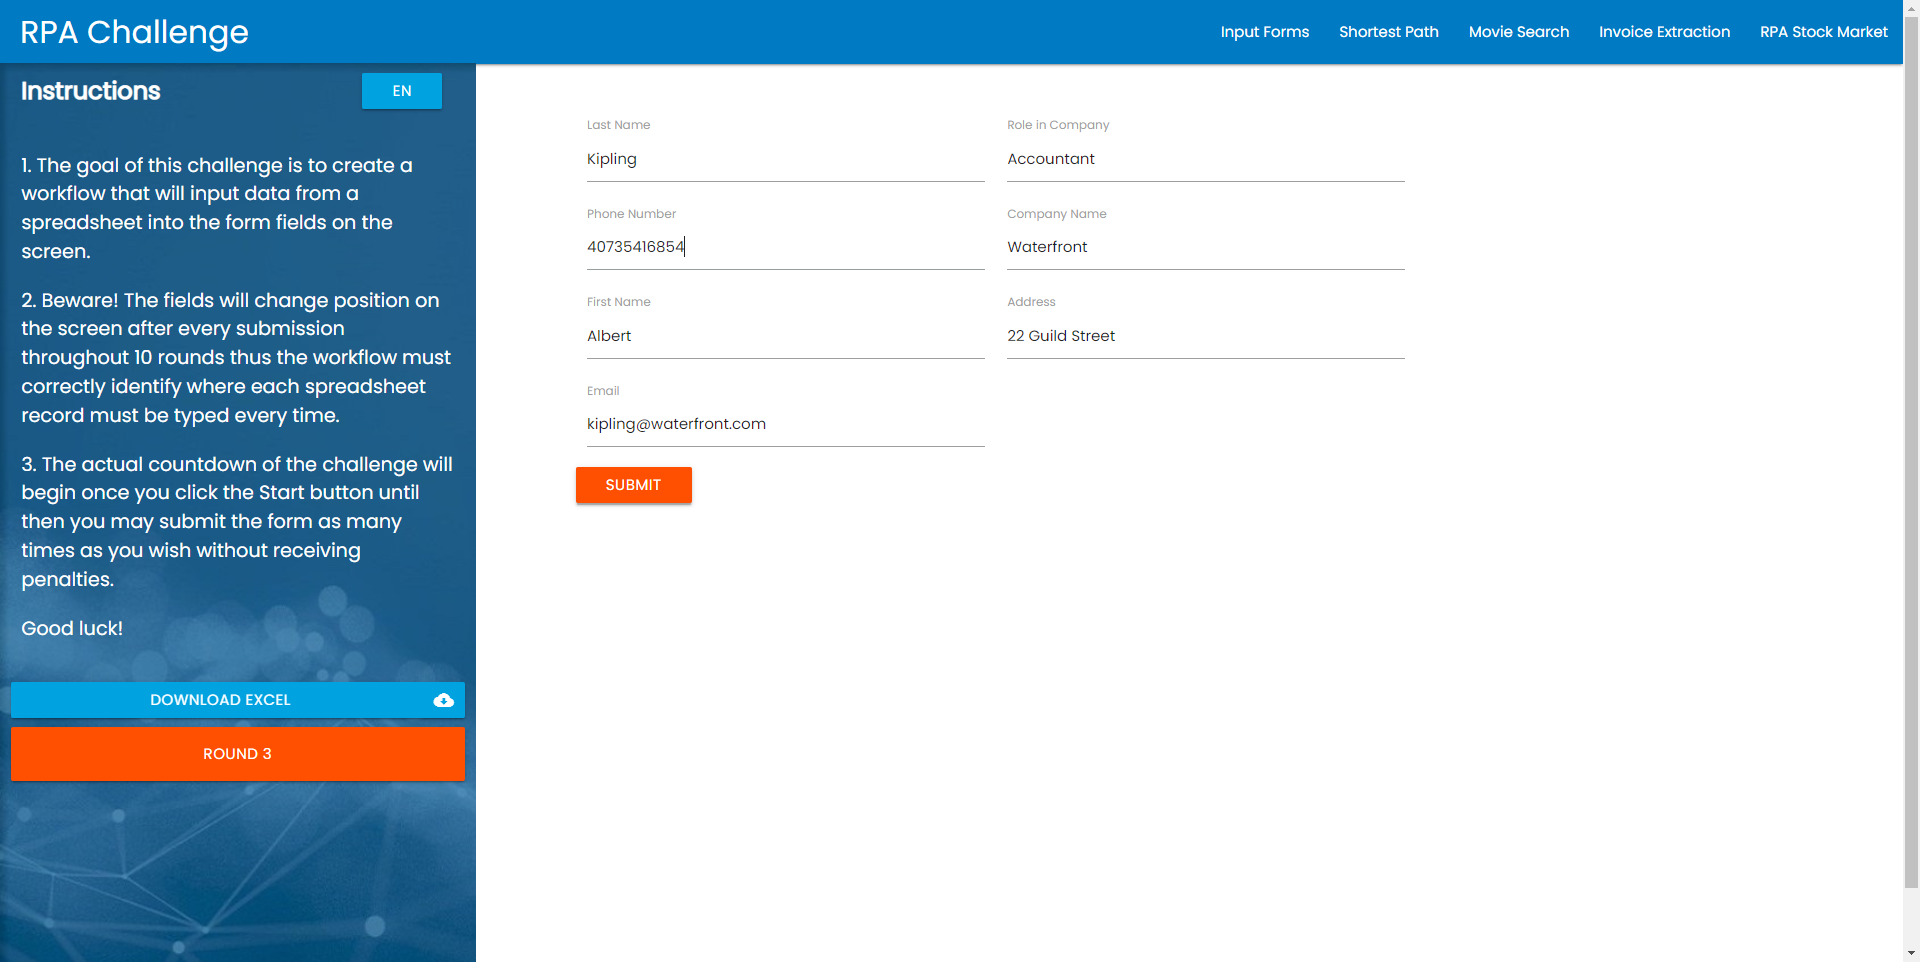 RPA Challenge
Input Forms
Shortest Path
Movie Search
Invoice Extraction
RPA Stock Market
Instructions
EN
1. The goal of this challenge is to create a
workflow that will input data from a
spreadsheet into the form fields on the
screen.
2. Beware! The fields will change position on
the screen after every submission
throughout 10 rounds thus the workflow must
correctly identify where each spreadsheet
record must be typed every time.
3. The actual countdown of the challenge will
begin once you click the Start button until
then you may submit the form as many
times as you wish without receiving
penalties.
Good luck!
DOWNLOAD EXCEL
ROUND 3
Last Name
Kipling
Role in Company
Accountant
Phone Number
40735416854
Company Name
Waterfront
First Name
Albert
Address
22 Guild Street
Email
kipling@waterfront.com
SUBMIT